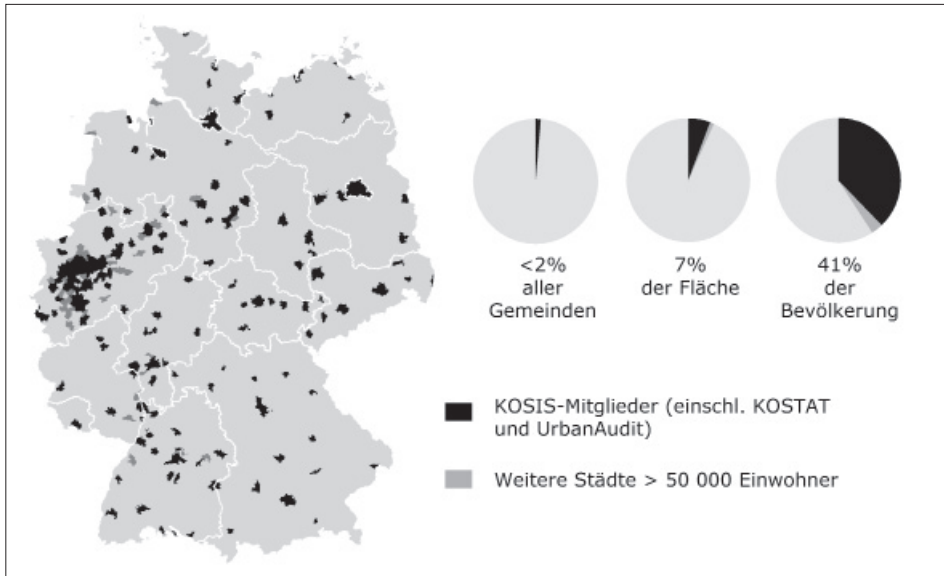 <2%
aller
Gemeinden
7%
der Fläche
41%
der
Bevölkerung
KOSIS-Mitglieder (einschl. KOSTAT
und UrbanAudit)
Weitere Städte > 50 000 Einwohner